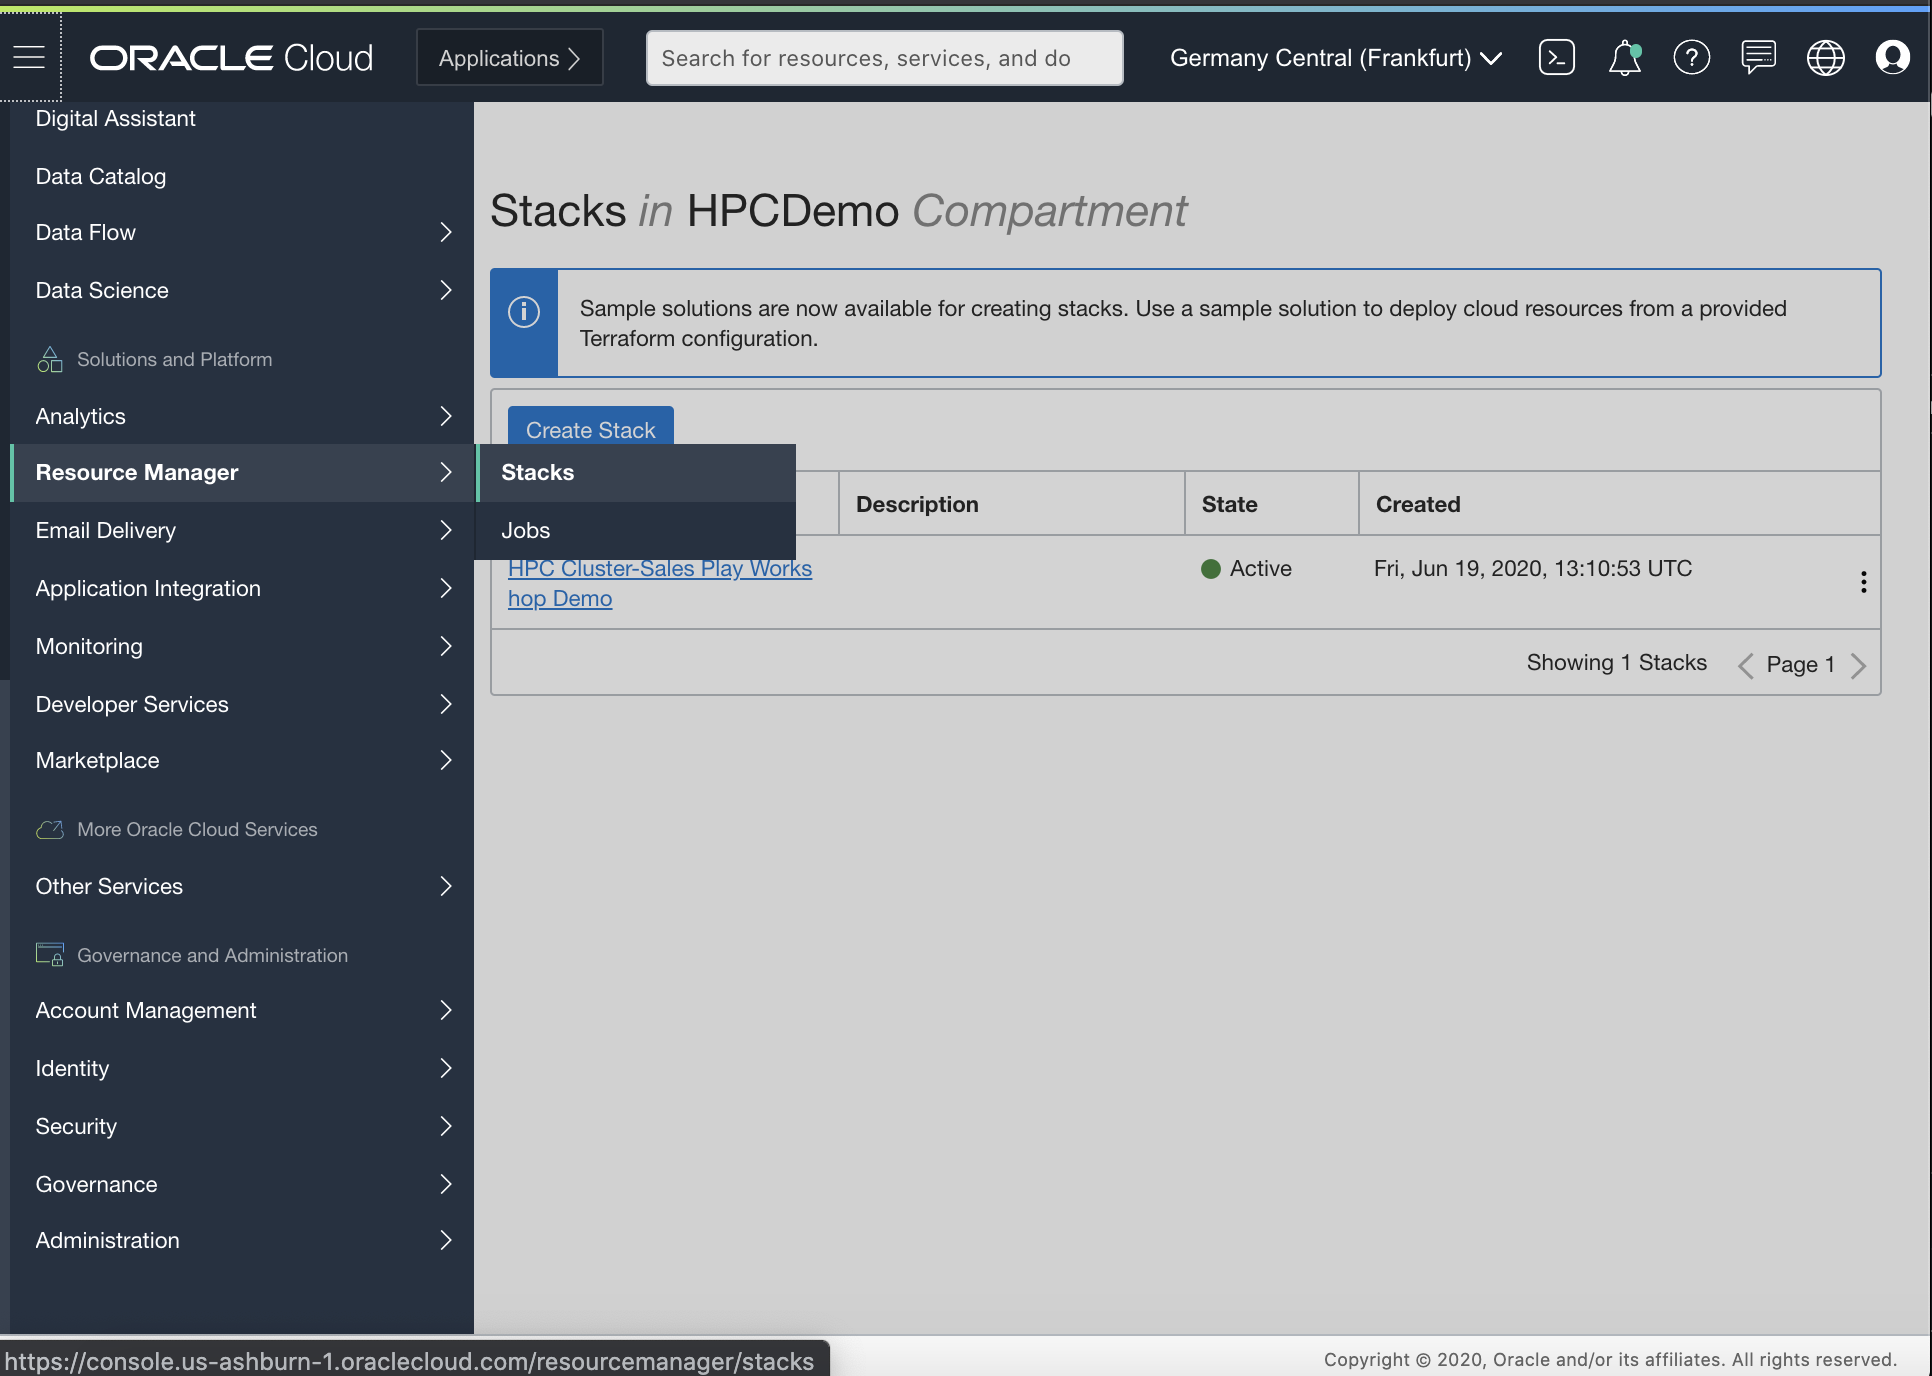 ORACLE Cloud
Applications
Search for resources, services, and do
Germany Central (Frankfurt)
Digital Assistant
Data Catalog
Data Flow
Data Science
Solutions and Platform
Analytics
Resource Manager
Email Delivery
Application Integration
Monitoring
Developer Services
Marketplace
More Oracle Cloud Services
Other Services
Governance and Administration
Account Management
Identity
Security
Governance
Administration
Stacks
Jobs
Stacks in HPCDemo Compartment
Sample solutions are now available for creating stacks. Use a sample solution to deploy cloud resources from a provided
Terraform configuration.
Create Stack
Description State Created
HPC Cluster-Sales Play Works
hop Demo
Active
Fri, Jun 19, 2020, 13:10:53 UTC
Showing 1 Stacks
Page 1
https://console.us-ashburn-1.oraclecloud.com/resourcemanager/stacks
Copyright © 2020, Oracle and/or its affiliates. All rights reserved.